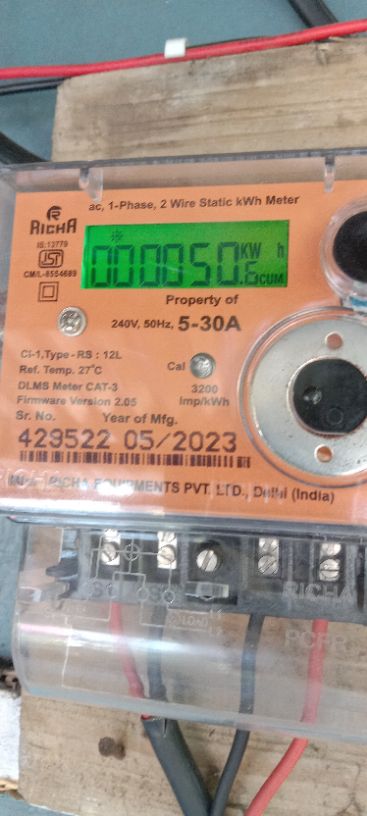 RICHA
ac, 1-Phase, 2 Wire Static kWh Meter
IS:13779
ISI
CM/L-8554689
000050.6 KW h
CUM
Property of
240V, 50Hz, 5-30A
Cl-1, Type - RS : 12L
Ref. Temp. 27°C
DLMS Meter CAT-3
Firmware Version 2.05
Cal
3200
Imp/kWh
Sr. No. Year of Mfg.
429522 05/2023
RICHA EQUIPMENTS PVT. LTD., Delhi (India)
RICHA
LOAD